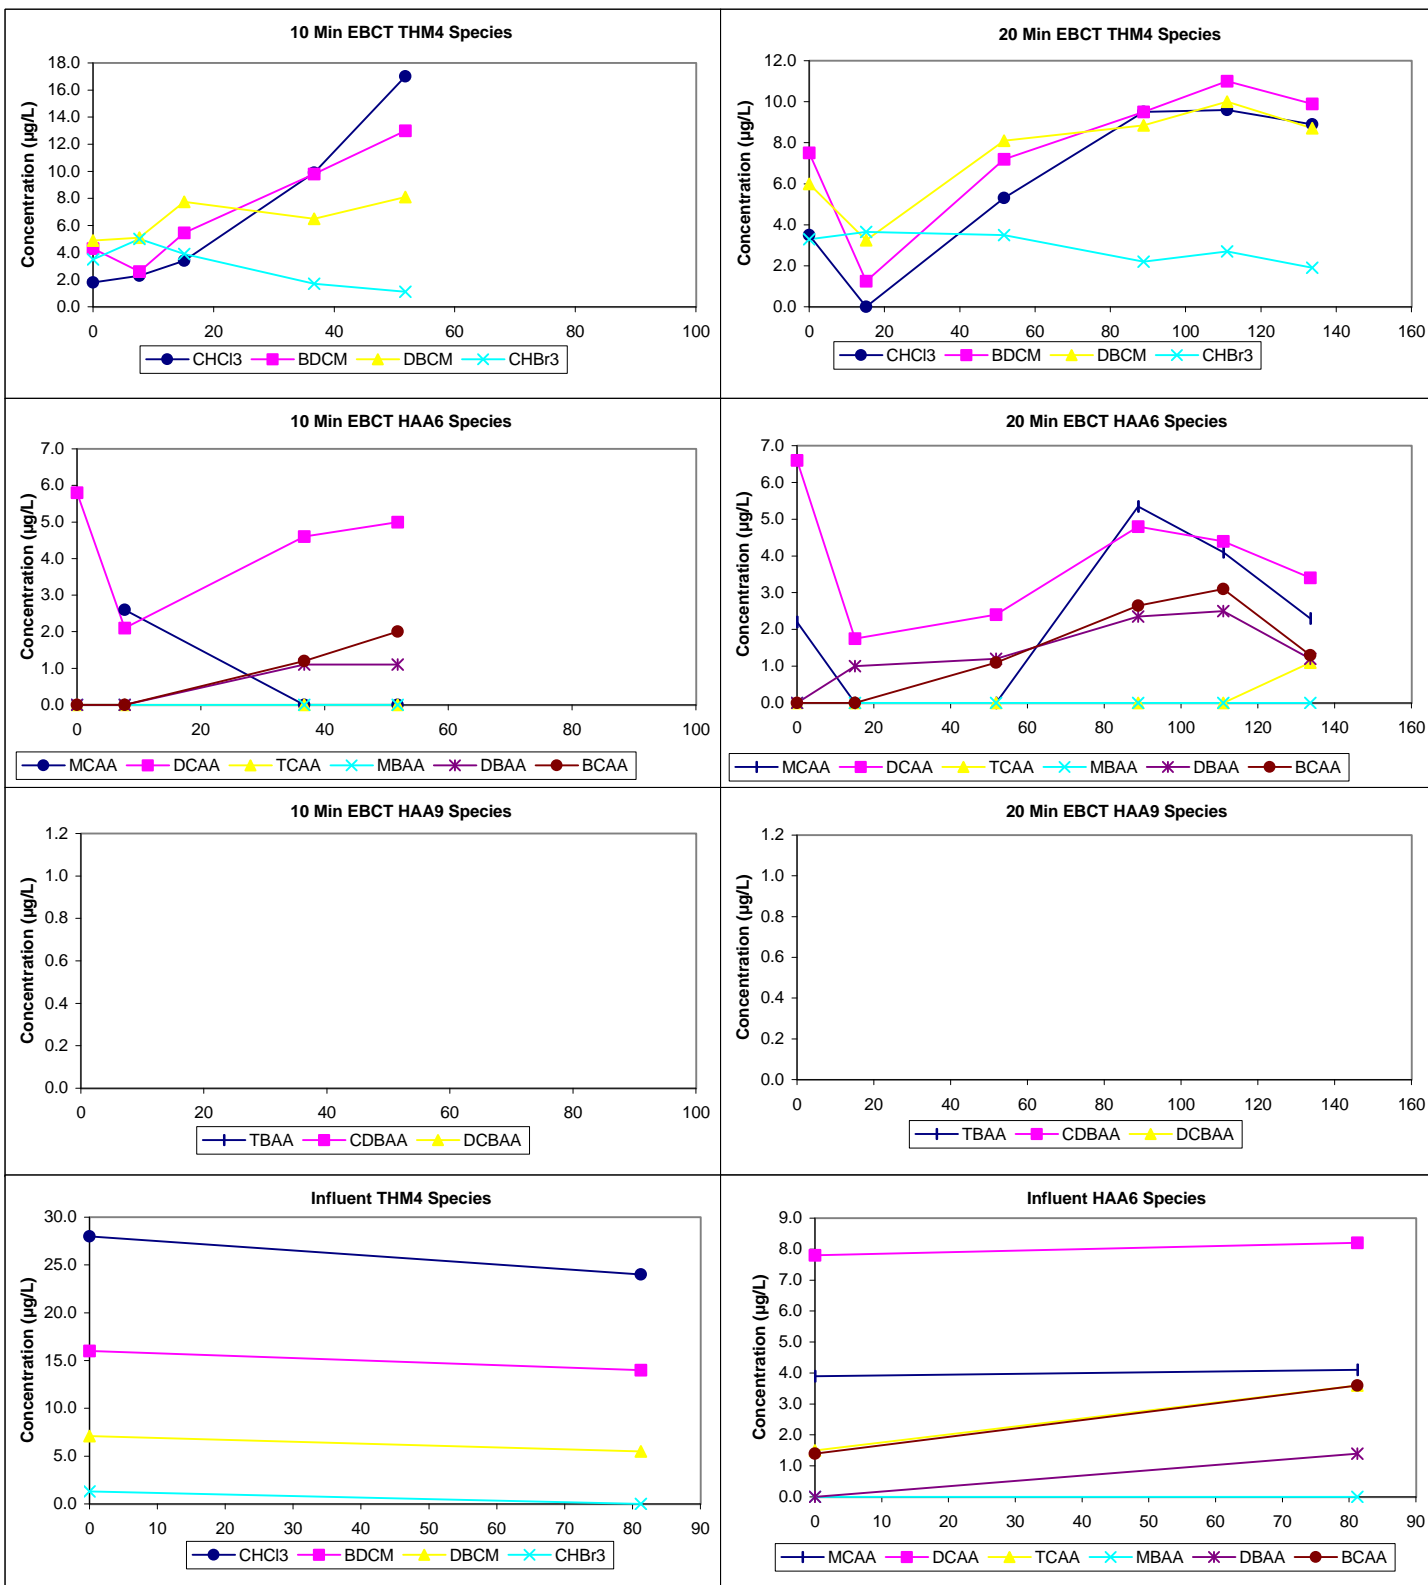 10 Min EBCT THM4 Species
Concentration (µg/L)
18.0
16.0
14.0
12.0
10.0
8.0
6.0
4.0
2.0
0.0
0 20 40 60 80 100
CHCl3 BDCM DBCM CHBr3
20 Min EBCT THM4 Species
Concentration (µg/L)
12.0
10.0
8.0
6.0
4.0
2.0
0.0
0 20 40 60 80 100 120 140 160
CHCl3 BDCM DBCM CHBr3
10 Min EBCT HAA6 Species
Concentration (µg/L)
7.0
6.0
5.0
4.0
3.0
2.0
1.0
0.0
0 20 40 60 80 100
MCAA DCAA TCAA MBAA DBAA BCAA
20 Min EBCT HAA6 Species
Concentration (µg/L)
7.0
6.0
5.0
4.0
3.0
2.0
1.0
0.0
0 20 40 60 80 100 120 140 160
MCAA DCAA TCAA MBAA DBAA BCAA
10 Min EBCT HAA9 Species
Concentration (µg/L)
1.2
1.0
0.8
0.6
0.4
0.2
0.0
0 20 40 60 80 100
TBAA CDBAA DCBAA
20 Min EBCT HAA9 Species
Concentration (µg/L)
1.2
1.0
0.8
0.6
0.4
0.2
0.0
0 20 40 60 80 100 120 140 160
TBAA CDBAA DCBAA
Influent THM4 Species
Concentration (µg/L)
30.0
25.0
20.0
15.0
10.0
5.0
0.0
0 10 20 30 40 50 60 70 80 90
CHCl3 BDCM DBCM CHBr3
Influent HAA6 Species
Concentration (µg/L)
9.0
8.0
7.0
6.0
5.0
4.0
3.0
2.0
1.0
0.0
0 10 20 30 40 50 60 70 80 90
MCAA DCAA TCAA MBAA DBAA BCAA